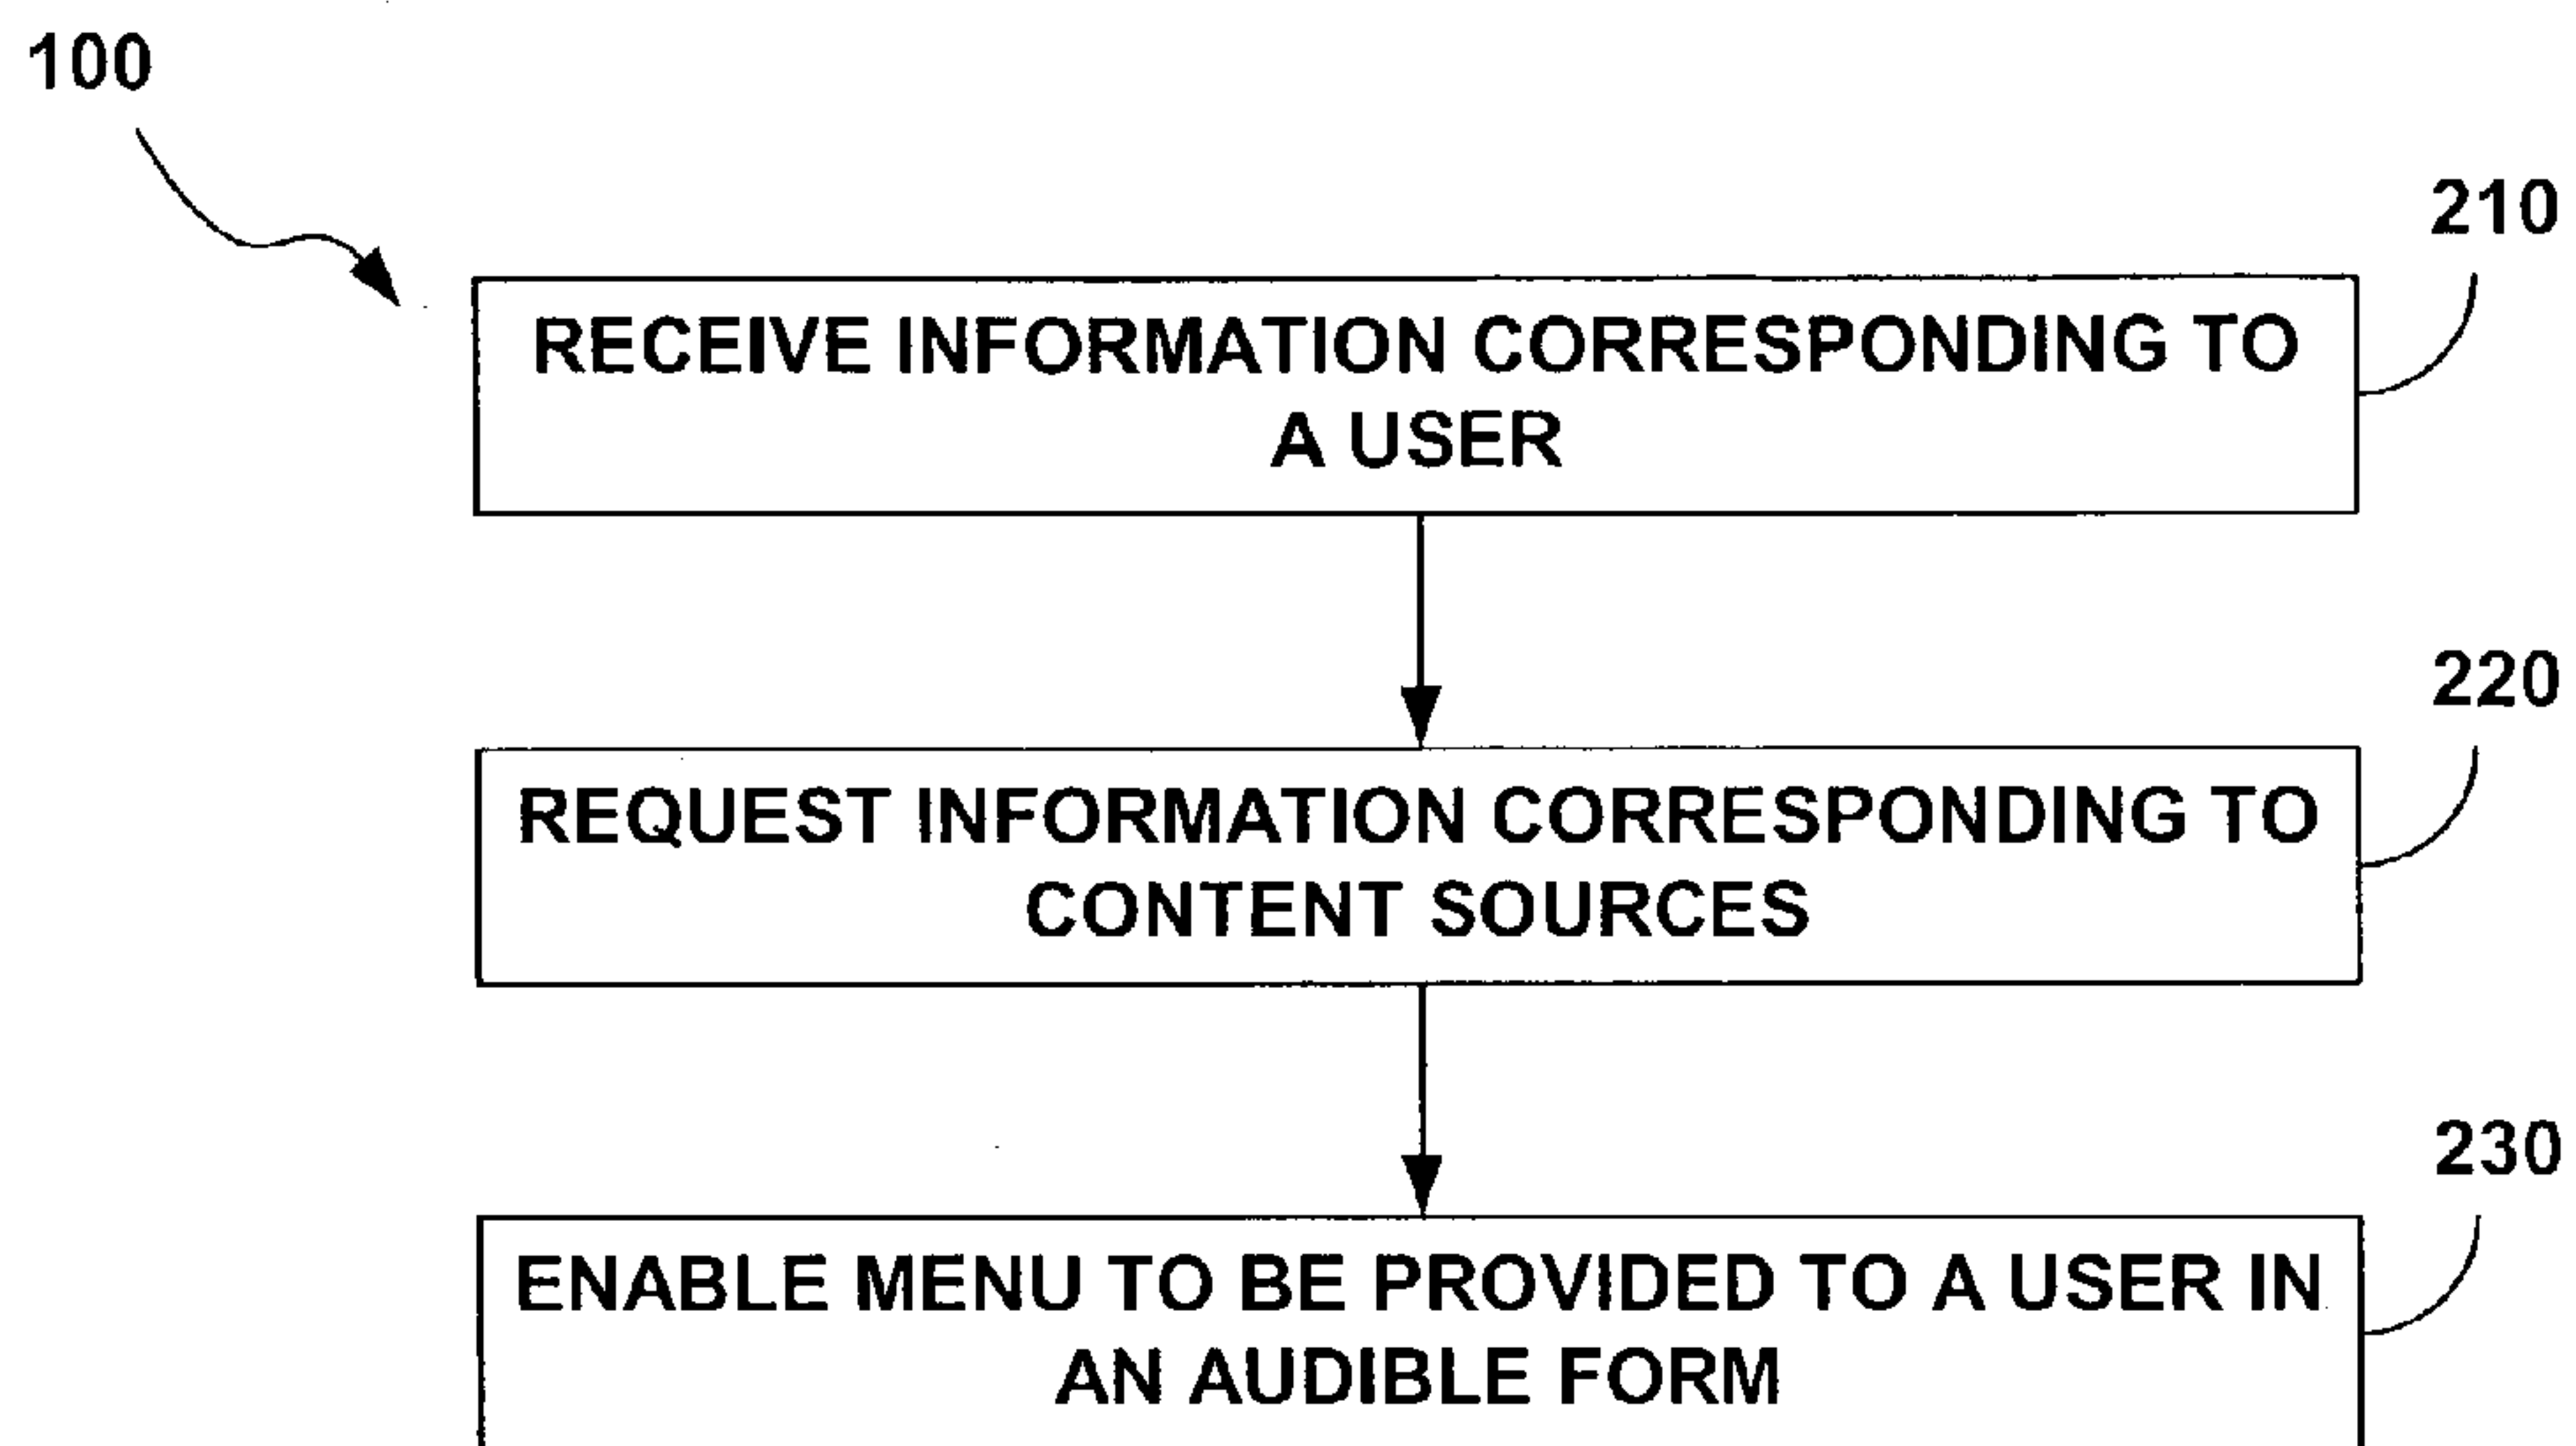 100
210
RECEIVE INFORMATION CORRESPONDING TO
A USER
220
REQUEST INFORMATION CORRESPONDING TO
CONTENT SOURCES
230
ENABLE MENU TO BE PROVIDED TO A USER IN
AN AUDIBLE FORM